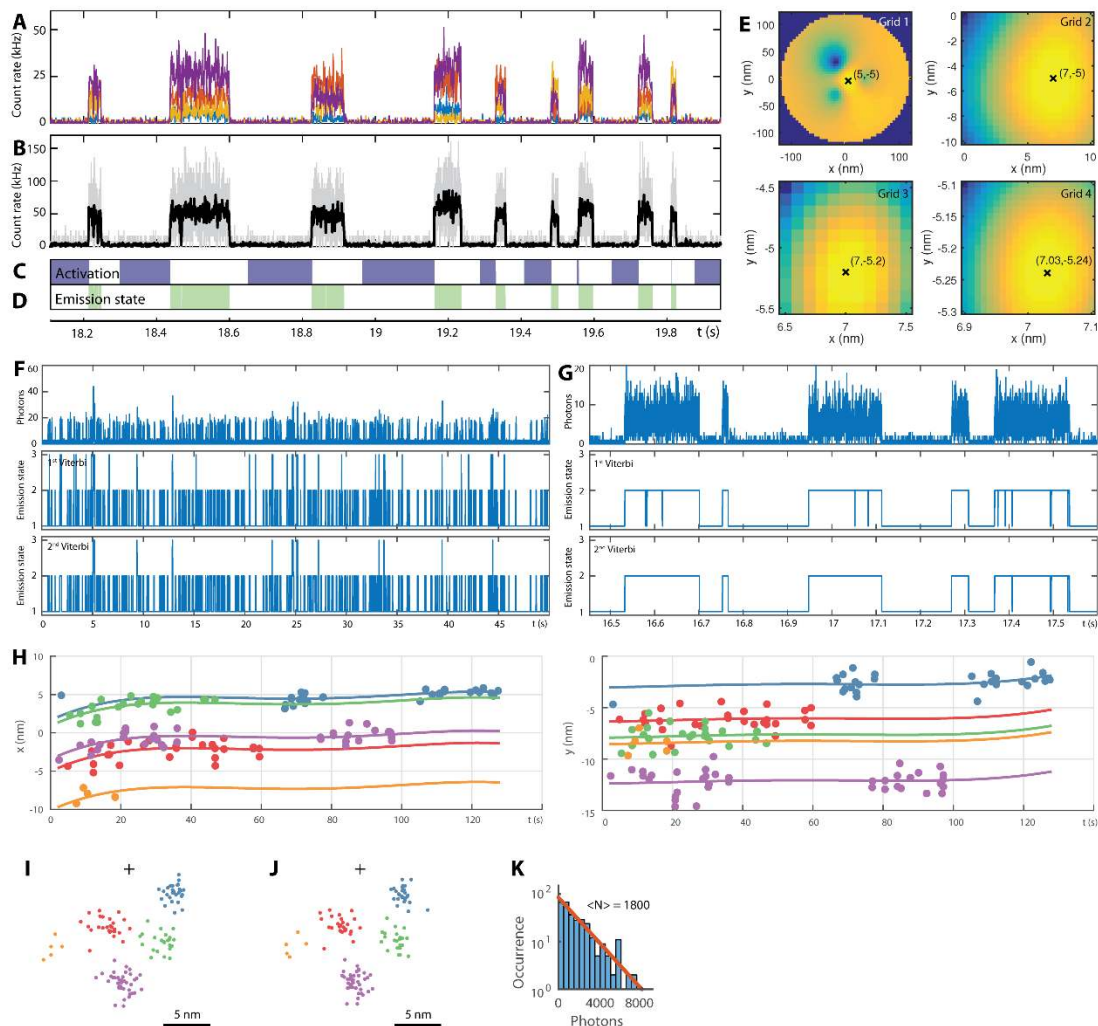 A
Count rate (kHz)
50
25
0
B
Count rate (kHz)
150
100
50
0
C Activation
D Emission state
18.2 18.4 18.6 18.8 19 19.2 19.4 19.6 19.8 t (s)
E
Grid 1
y (nm)
100
50
0
-50
-100
(5,-5)
-100 -50 0 50 100
x (nm)
Grid 2
y (nm)
0
-2
-4
-6
-8
-10
(7,-5)
0 5 10
x (nm)
Grid 3
y (nm)
-4.5
-5
-5.5
(7,-5.2)
6.5 7 7.5
x (nm)
Grid 4
y (nm)
-5.1
-5.15
-5.2
-5.25
-5.3
(7.03,-5.24)
6.9 7 7.1
x (nm)
F
Photons
60
40
20
0
1st Viterbi
Emission state
3
2
1
2nd Viterbi
Emission state
3
2
1
0 5 10 15 20 25 30 35 40 45 t (s)
G
Photons
20
10
0
1st Viterbi
Emission state
3
2
1
2nd Viterbi
Emission state
3
2
1
16.5 16.6 16.7 16.8 16.9 17 17.1 17.2 17.3 17.4 17.5 t (s)
H
x (nm)
10
5
0
-5
-10
0 20 40 60 80 100 120 t (s)
y (nm)
0
-5
-10
-15
0 20 40 60 80 100 120 t (s)
I
+
5 nm
J
+
5 nm
K
Occurrence
10²
10¹
10⁰
<N> = 1800
0 4000 8000
Photons